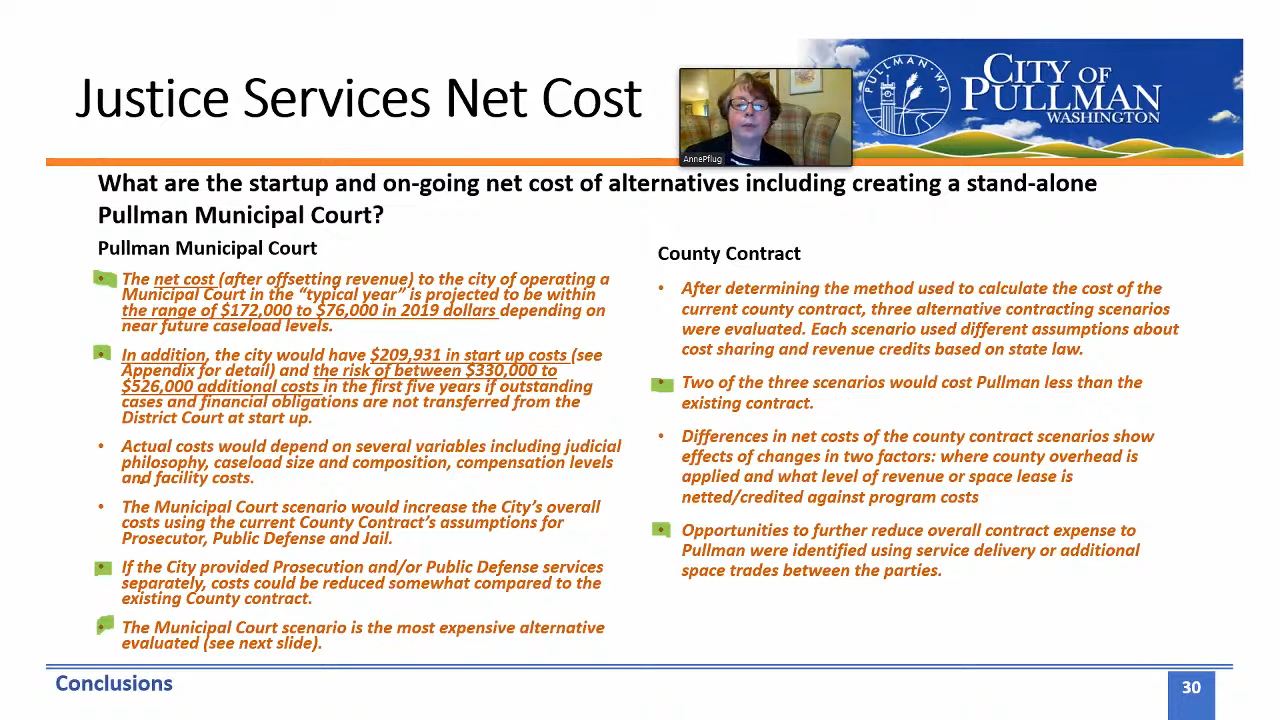 Justice Services Net Cost
AnnePflug
PULLMAN-WA
CITY OF
PULLMAN
WASHINGTON
What are the startup and on-going net cost of alternatives including creating a stand-alone
Pullman Municipal Court?
Pullman Municipal Court
• The net cost (after offsetting revenue) to the city of operating a
Municipal Court in the “typical year” is projected to be within
the range of $172,000 to $76,000 in 2019 dollars depending on
near future caseload levels.
• In addition, the city would have $209,931 in start up costs (see
Appendix for detail) and the risk of between $330,000 to
$526,000 additional costs in the first five years if outstanding
cases and financial obligations are not transferred from the
District Court at start up.
• Actual costs would depend on several variables including judicial
philosophy, caseload size and composition, compensation levels
and facility costs.
• The Municipal Court scenario would increase the City’s overall
costs using the current County Contract’s assumptions for
Prosecutor, Public Defense and Jail.
• If the City provided Prosecution and/or Public Defense services
separately, costs could be reduced somewhat compared to the
existing County contract.
• The Municipal Court scenario is the most expensive alternative
evaluated (see next slide).
County Contract
• After determining the method used to calculate the cost of the
current county contract, three alternative contracting scenarios
were evaluated. Each scenario used different assumptions about
cost sharing and revenue credits based on state law.
• Two of the three scenarios would cost Pullman less than the
existing contract.
• Differences in net costs of the county contract scenarios show
effects of changes in two factors: where county overhead is
applied and what level of revenue or space lease is
netted/credited against program costs
• Opportunities to further reduce overall contract expense to
Pullman were identified using service delivery or additional
space trades between the parties.
Conclusions
30